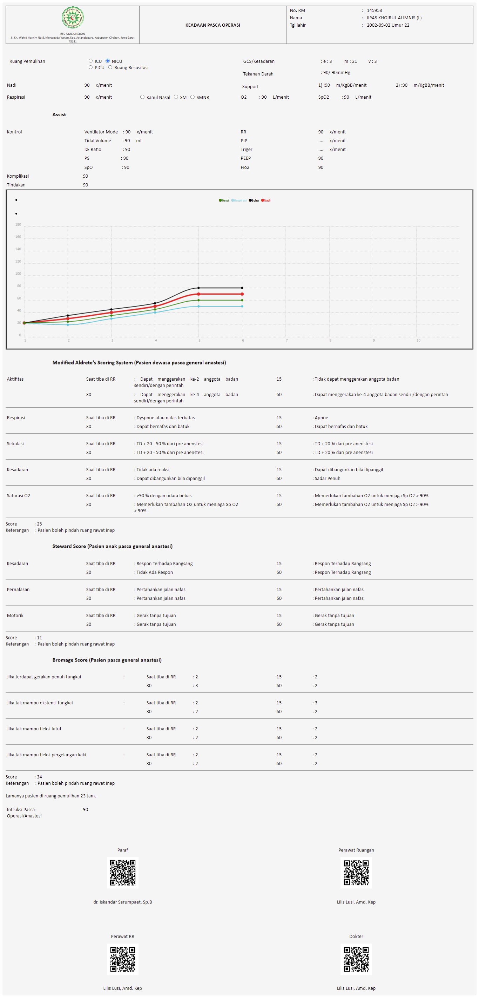 RSU UMC CIREBON
Jl. Kh. Wahid Hasyim No.8, Mertapada Wetan, Kec. Astanajapura, Kabupaten Cirebon, Jawa Barat
45181
KEADAAN PASCA OPERASI
No. RM : 145953
Nama : ILYAS KHOIRUL ALIMNIS (L)
Tgl lahir : 2002-09-02 Umur 22
Ruang Pemulihan ICU NICU
PICU Ruang Resusitasi
GCS/Kesadaran : e : 3 m : 21 v : 3
Tekanan Darah : 90/ 90mmHg
Nadi 90 x/menit Support 1) :90 m/KgBB/menit 2) :90 m/KgBB/menit
Respirasi 90 x/menit Kanul Nasal SM SMNR O2 : 90 L/menit SpO2 : 90 L/menit
Assist
Kontrol Ventilator Mode : 90 x/menit RR 90 x/menit
Tidal Volume : 90 mL PIP .... x/menit
I:E Ratio : 90 Triger .... x/menit
PS : 90 PEEP 90
SpO : 90 Fio2 90
Komplikasi 90
Tindakan 90
Tensi Respirasi Suhu Nadi
180
160
140
120
100
80
60
40
20
0
1 2 3 4 5 6 7 8 9 10
Modified Aldrete's Scoring System (Pasien dewasa pasca general anastesi)
Aktifitas Saat tiba di RR : Dapat menggerakan ke-2 anggota badan 15 : Tidak dapat menggerakan anggota badan
sendiri/dengan perintah
30 : Dapat menggerakan ke-4 anggota badan 60 : Dapat menggerakan ke-4 anggota badan sendiri/dengan perintah
sendiri/dengan perintah
Respirasi Saat tiba di RR : Dyspnoe atau nafas terbatas 15 : Apnoe
30 : Dapat bernafas dan batuk 60 : Dapat bernafas dan batuk
Sirkulasi Saat tiba di RR : TD + 20 - 50 % dari pre anenstesi 15 : TD + 20 % dari pre anenstesi
30 : TD + 20 - 50 % dari pre anenstesi 60 : TD + 20 % dari pre anenstesi
Kesadaran Saat tiba di RR : Tidak ada reaksi 15 : Dapat dibangunkan bila dipanggil
30 : Dapat dibangunkan bila dipanggil 60 : Sadar Penuh
Saturasi O2 Saat tiba di RR : >90 % dengan udara bebas 15 : Memerlukan tambahan O2 untuk menjaga Sp O2 > 90%
30 : Memerlukan tambahan O2 untuk menjaga Sp O2 60 : Memerlukan tambahan O2 untuk menjaga Sp O2 > 90%
> 90%
Score : 25
Keterangan : Pasien boleh pindah ruang rawat inap
Steward Score (Pasien anak pasca general anastesi)
Kesadaran Saat tiba di RR : Respon Terhadap Rangsang 15 : Respon Terhadap Rangsang
30 : Tidak Ada Respon 60 : Respon Terhadap Rangsang
Pernafasan Saat tiba di RR : Pertahankan jalan nafas 15 : Pertahankan jalan nafas
30 : Pertahankan jalan nafas 60 : Pertahankan jalan nafas
Motorik Saat tiba di RR : Gerak tanpa tujuan 15 : Gerak tanpa tujuan
30 : Gerak tanpa tujuan 60 : Gerak tanpa tujuan
Score : 11
Keterangan : Pasien boleh pindah ruang rawat inap
Bromage Score (Pasien pasca general anastesi)
Jika terdapat gerakan penuh tungkai : Saat tiba di RR : 2 15 : 2
30 : 3 60 : 2
Jika tak mampu ekstensi tungkai : Saat tiba di RR : 2 15 : 3
30 : 2 60 : 2
Jika tak mampu fleksi lutut : Saat tiba di RR : 2 15 : 2
30 : 2 60 : 2
Jika tak mampu fleksi pergelangan kaki : Saat tiba di RR : 2 15 : 2
30 : 2 60 : 2
Score : 34
Keterangan : Pasien boleh pindah ruang rawat inap
Lamanya pasien di ruang pemulihan 23 Jam.
Intruksi Pasca 90
Operasi/Anastesi
Paraf Perawat Ruangan
dr. Iskandar Sarumpaet, Sp.B Lilis Lusi, Amd. Kep
Perawat RR Dokter
Lilis Lusi, Amd. Kep Lilis Lusi, Amd. Kep